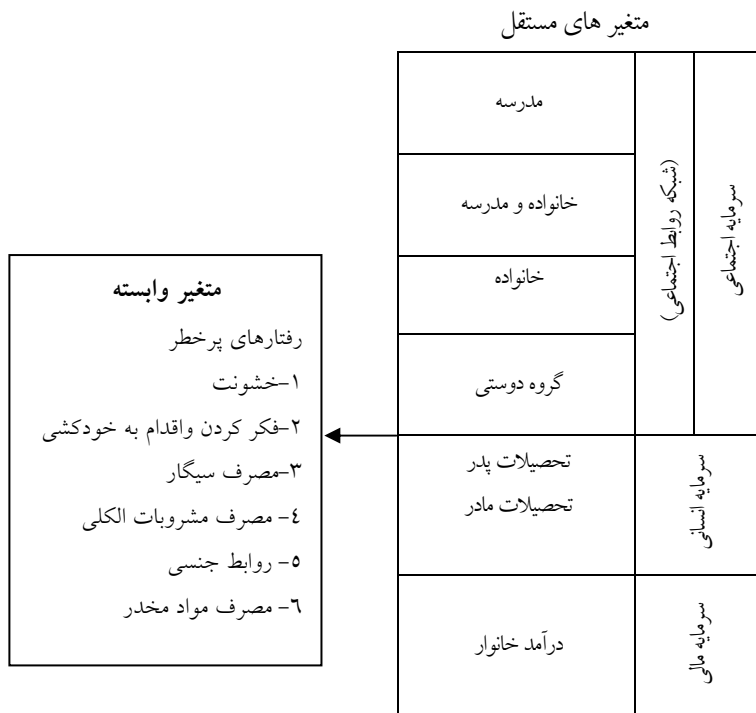 متغیر های مستقل
سرمایه اجتماعی
(شبکه روابط اجتماعی)
مدرسه
خانواده و مدرسه
خانواده
گروه دوستی
سرمایه انسانی
تحصیلات پدر
تحصیلات مادر
سرمایه مالی
درآمد خانوار
متغیر وابسته
رفتارهای پرخطر
۱-خشونت
۲-فکر کردن واقدام به خودکشی
۳-مصرف سیگار
٤- مصرف مشروبات الکلی
٥- روابط جنسی
٦- مصرف مواد مخدر